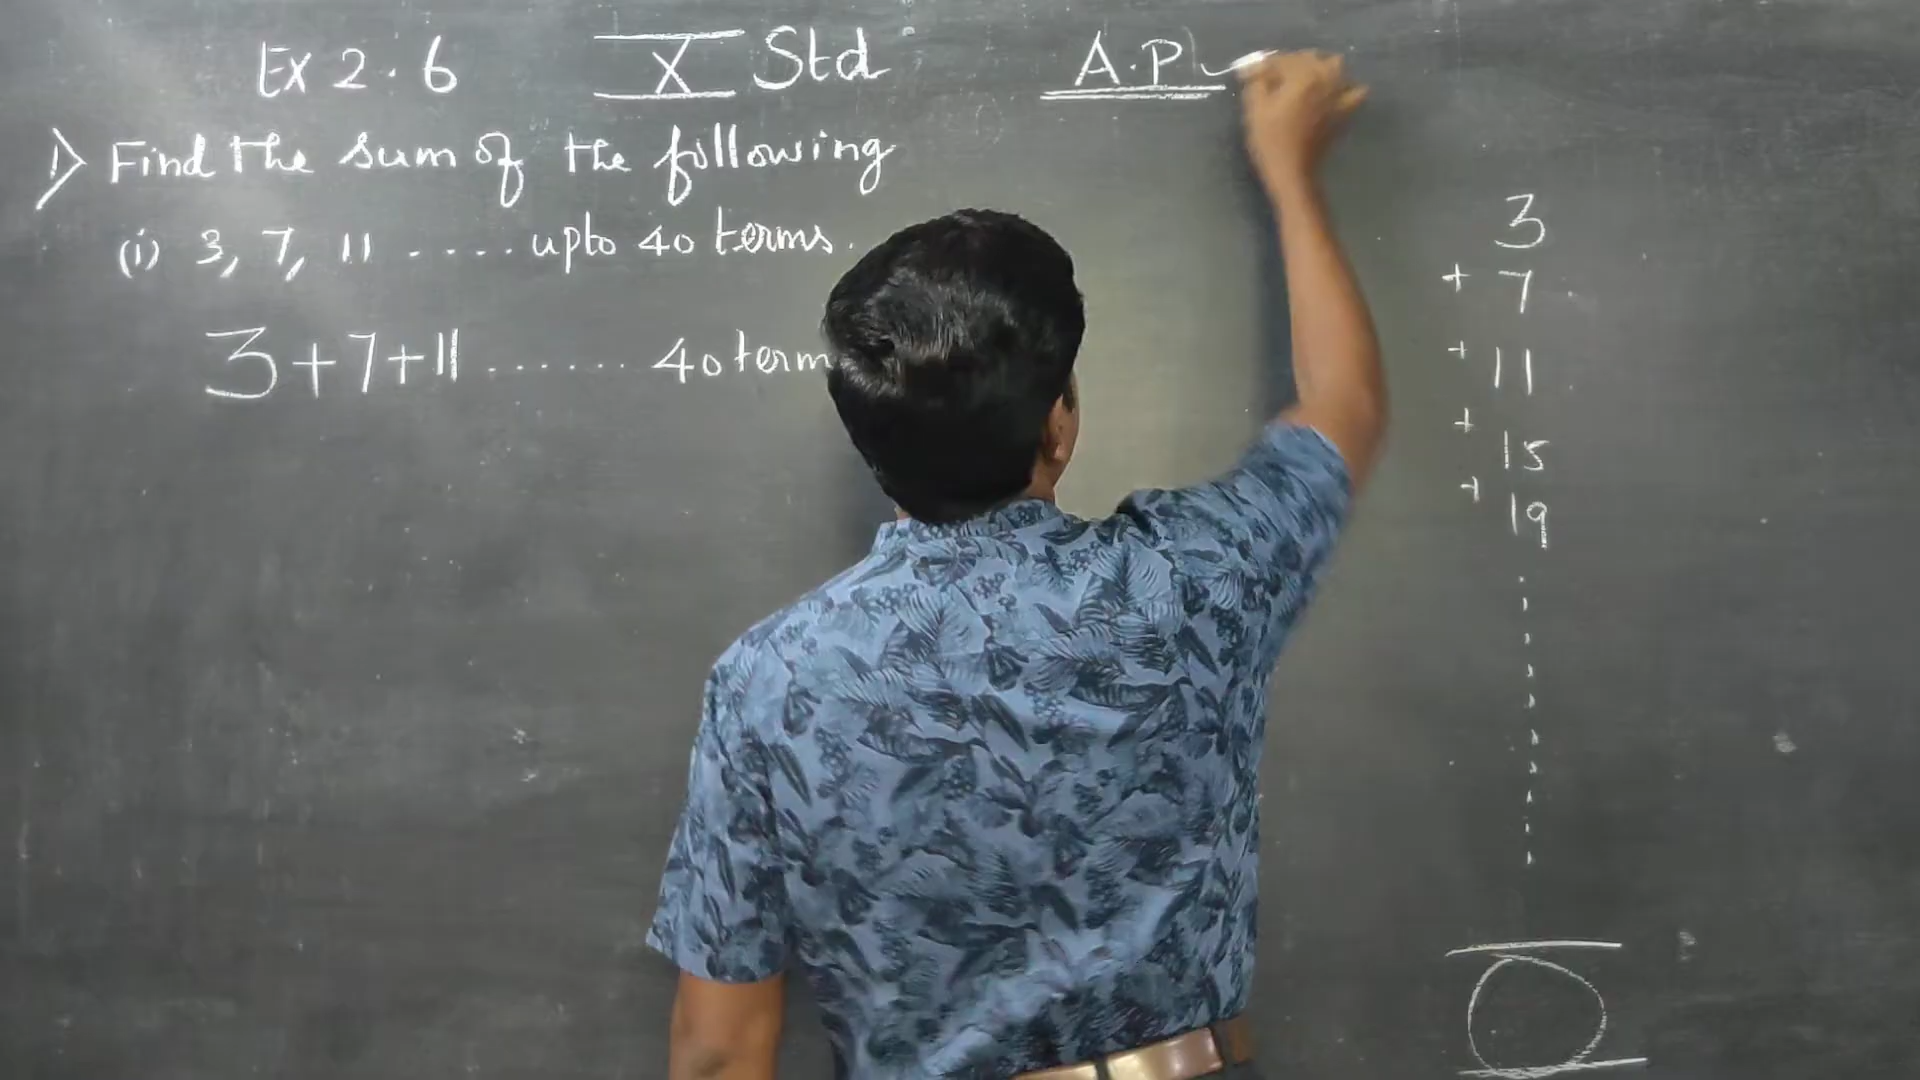 Ex 2.6 X Std A.P
1) Find the sum of the following
(i) 3, 7, 11 ..... upto 40 terms.
3+7+11 ....... 40 term
3
+ 7
+ 11
+ 15
+ 19